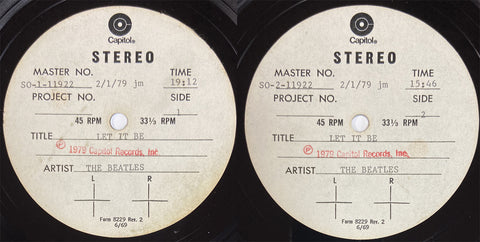 Capitol®
STEREO
MASTER NO. TIME
SO-1-11922 2/1/79 jm 19:12
PROJECT NO. SIDE
1
45 RPM 33⅓ RPM
TITLE LET IT BE
Ⓟ 1979 Capitol Records, Inc.
ARTIST THE BEATLES
L R
Form 8229 Rev. 2
6/69
Capitol®
STEREO
MASTER NO. TIME
SO-2-11922 2/1/79 jm 15:46
PROJECT NO. SIDE
2
45 RPM 33⅓ RPM
TITLE LET IT BE
Ⓟ 1979 Capitol Records, Inc.
ARTIST THE BEATLES
L R
Form 8229 Rev. 2
6/69